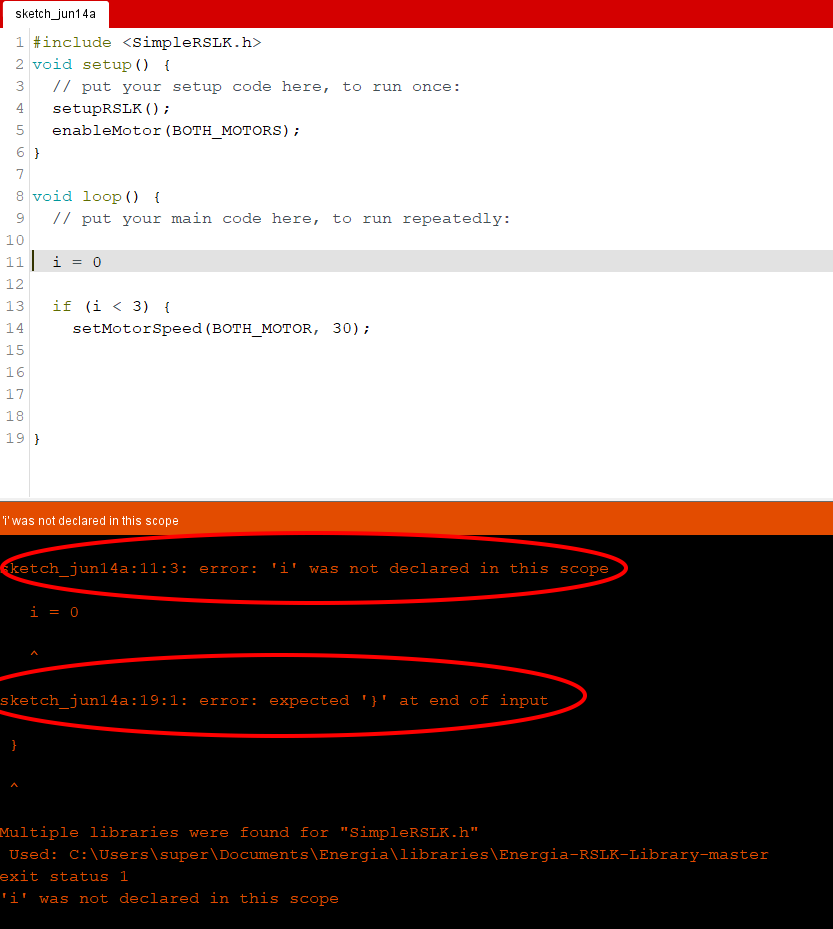 sketch_jun14a
1 #include <SimpleRSLK.h>
2 void setup() {
3   // put your setup code here, to run once:
4   setupRSLK();
5   enableMotor(BOTH_MOTORS);
6 }
7
8 void loop() {
9   // put your main code here, to run repeatedly:
10
11   i = 0
12
13   if (i < 3) {
14     setMotorSpeed(BOTH_MOTOR, 30);
15
16
17
18
19 }
'i' was not declared in this scope
sketch_jun14a:11:3: error: 'i' was not declared in this scope
   i = 0
   ^
sketch_jun14a:19:1: error: expected '}' at end of input
 }
 ^
Multiple libraries were found for "SimpleRSLK.h"
 Used: C:\Users\super\Documents\Energia\libraries\Energia-RSLK-Library-master
exit status 1
'i' was not declared in this scope